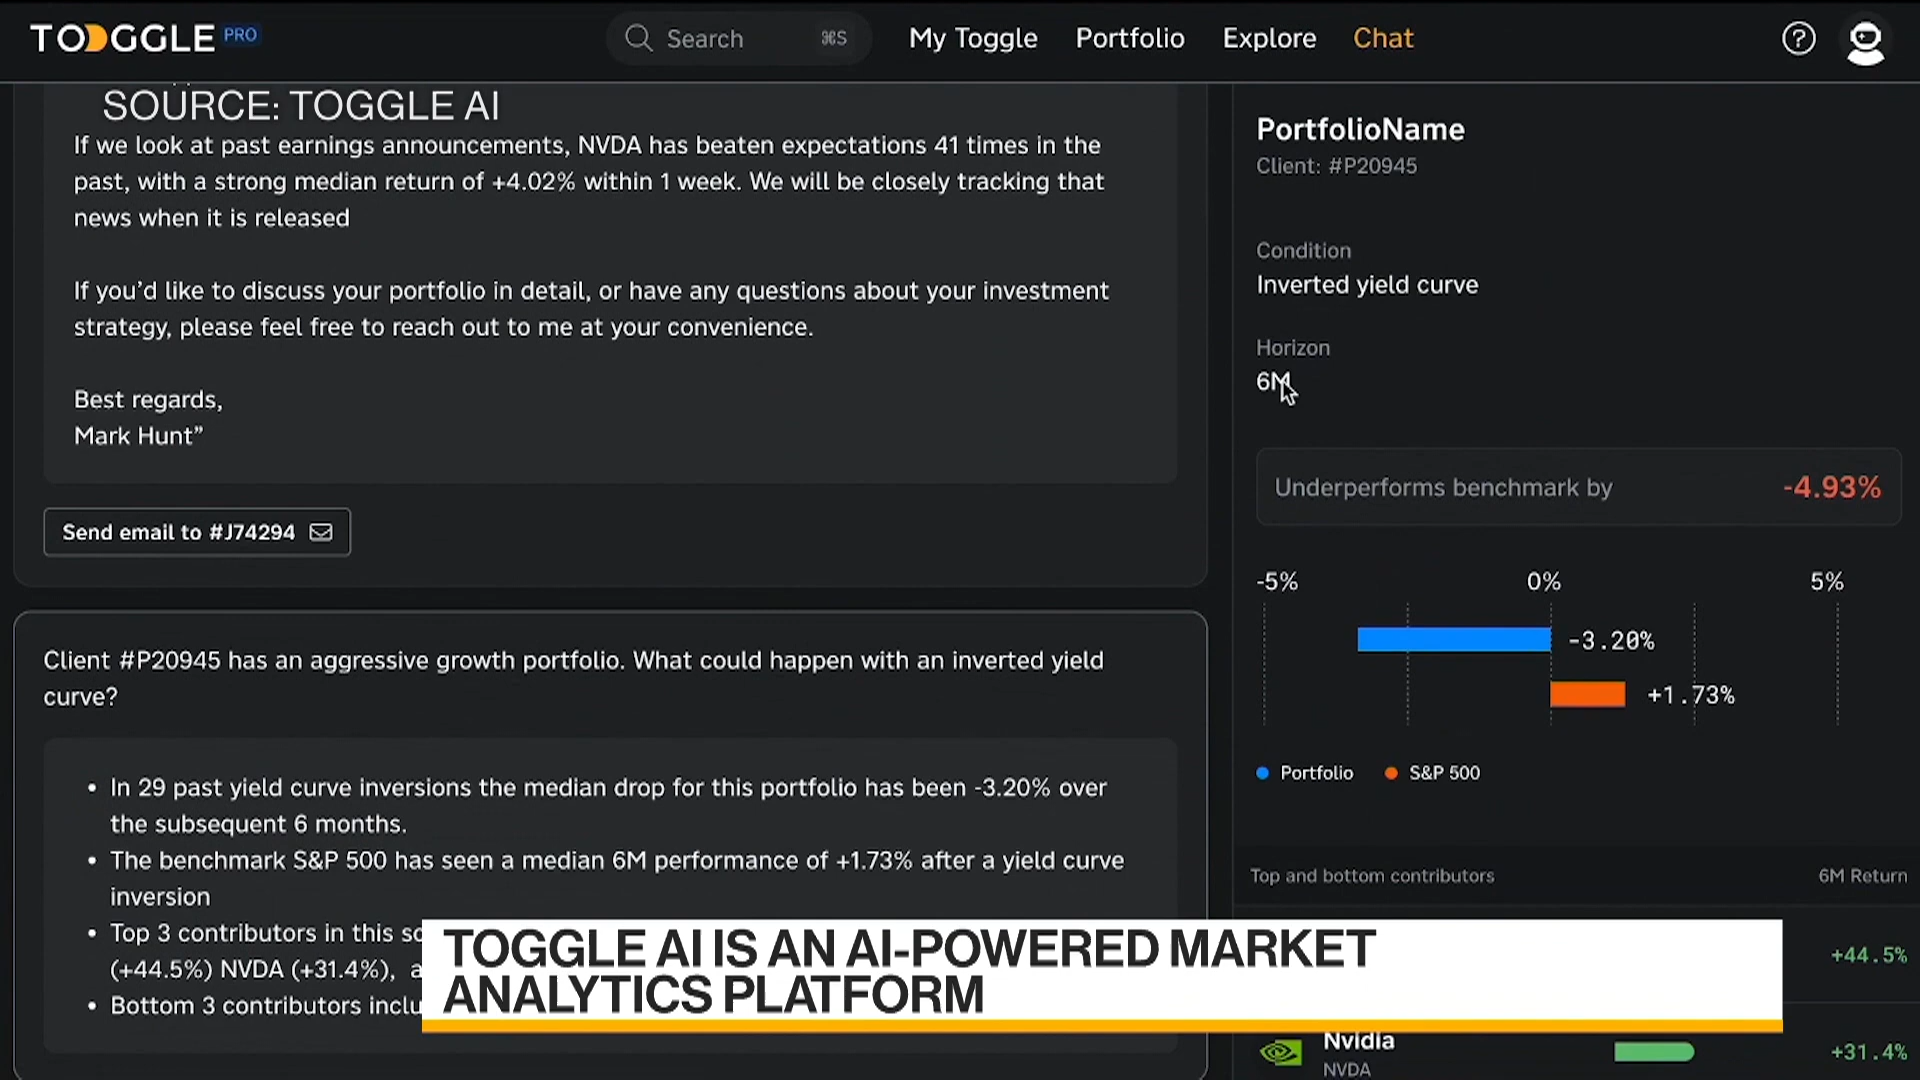 TOGGLE PRO
Search ⌘S
My Toggle Portfolio Explore Chat
SOURCE: TOGGLE AI
If we look at past earnings announcements, NVDA has beaten expectations 41 times in the
past, with a strong median return of +4.02% within 1 week. We will be closely tracking that
news when it is released
If you’d like to discuss your portfolio in detail, or have any questions about your investment
strategy, please feel free to reach out to me at your convenience.
Best regards,
Mark Hunt”
Send email to #J74294
Client #P20945 has an aggressive growth portfolio. What could happen with an inverted yield
curve?
• In 29 past yield curve inversions the median drop for this portfolio has been -3.20% over
the subsequent 6 months.
• The benchmark S&P 500 has seen a median 6M performance of +1.73% after a yield curve
inversion
• Top 3 contributors in this
(+44.5%) NVDA (+31.4%),
• Bottom 3 contributors
PortfolioName
Client: #P20945
Condition
Inverted yield curve
Horizon
6M
Underperforms benchmark by -4.93%
-5% 0% 5%
-3.20%
+1.73%
Portfolio S&P 500
Top and bottom contributors 6M Return
+44.5%
Nvidia
NVDA
+31.4%
TOGGLE AI IS AN AI-POWERED MARKET
ANALYTICS PLATFORM